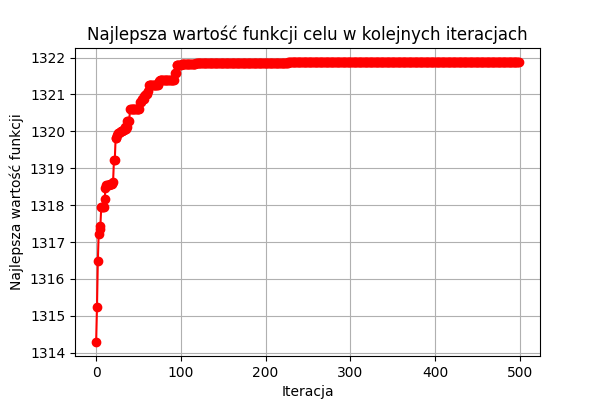 Najlepsza wartość funkcji celu w kolejnych iteracjach
1322
1321
1320
1319
1318
1317
1316
1315
1314
Najlepsza wartość funkcji
0 100 200 300 400 500
Iteracja